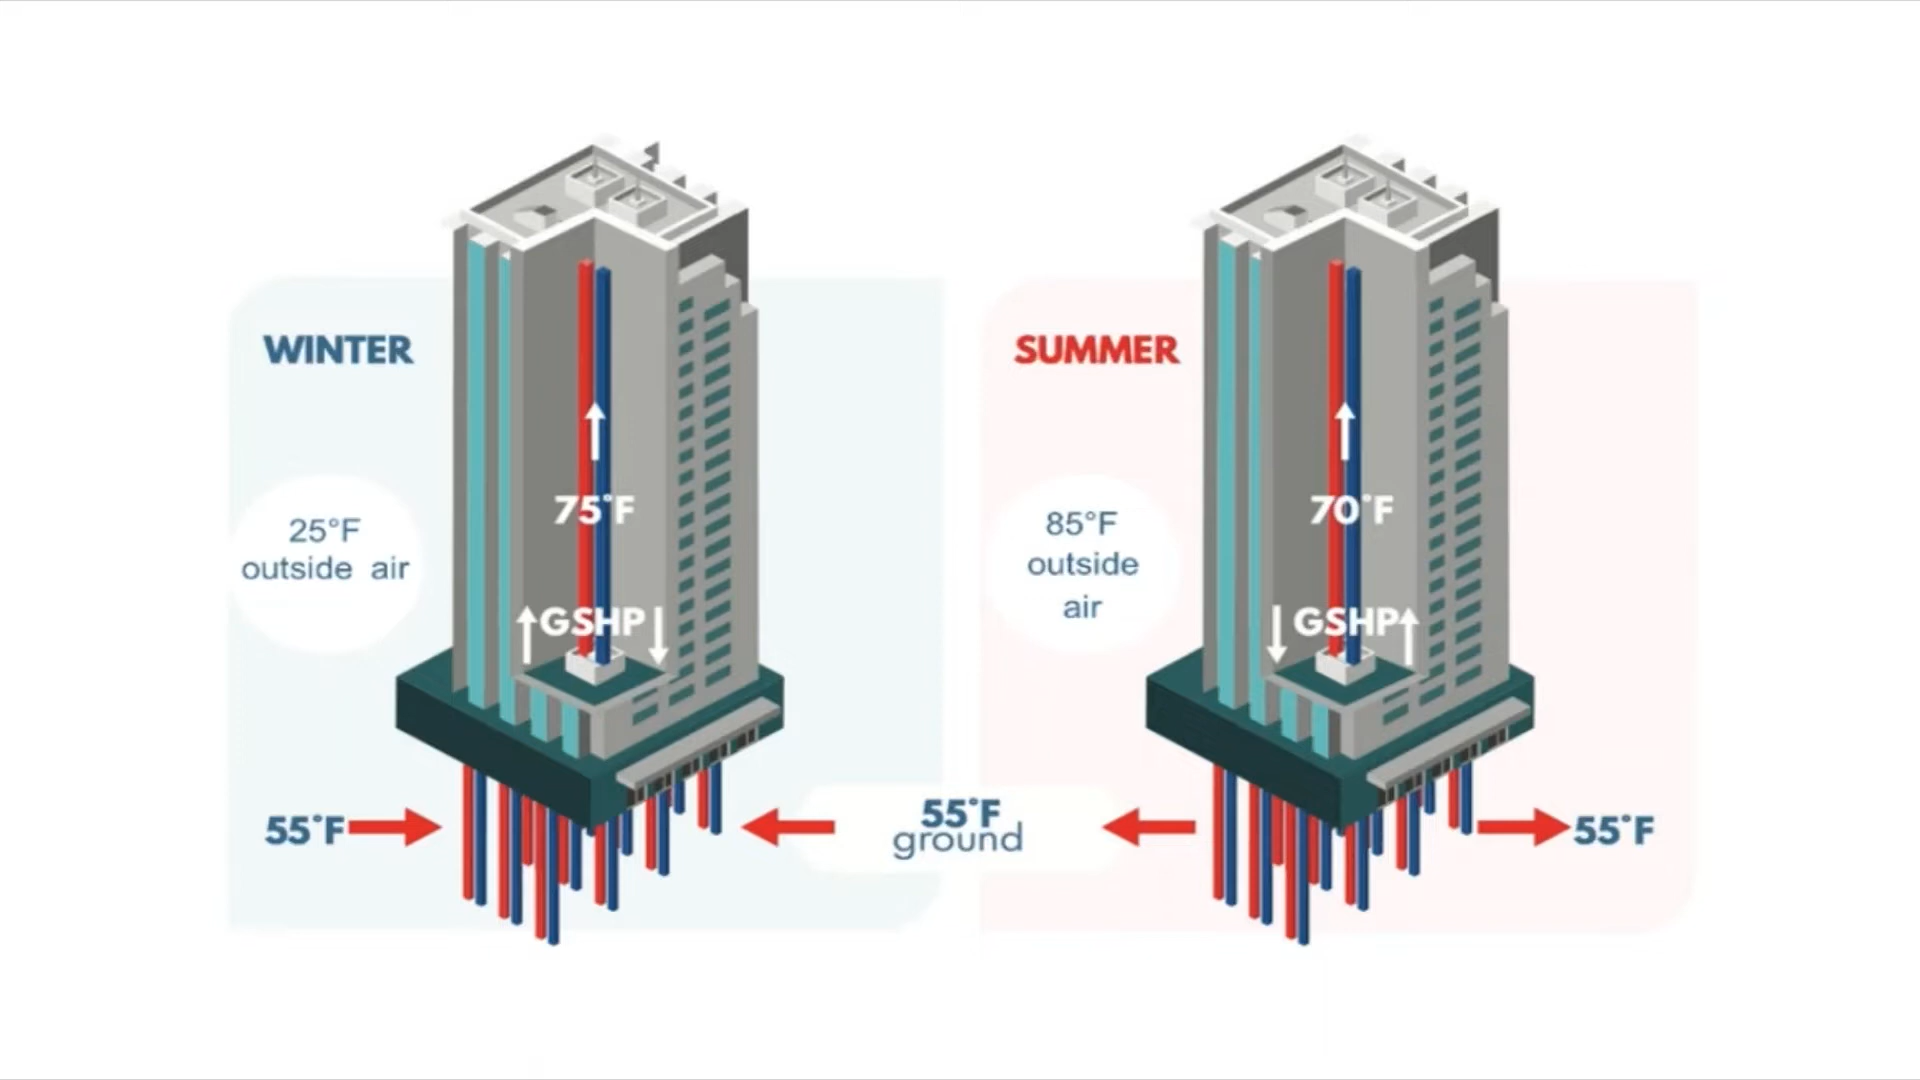 WINTER
25°F
outside air
75°F
GSHP
55°F
55°F
ground
SUMMER
85°F
outside
air
70°F
GSHP
55°F